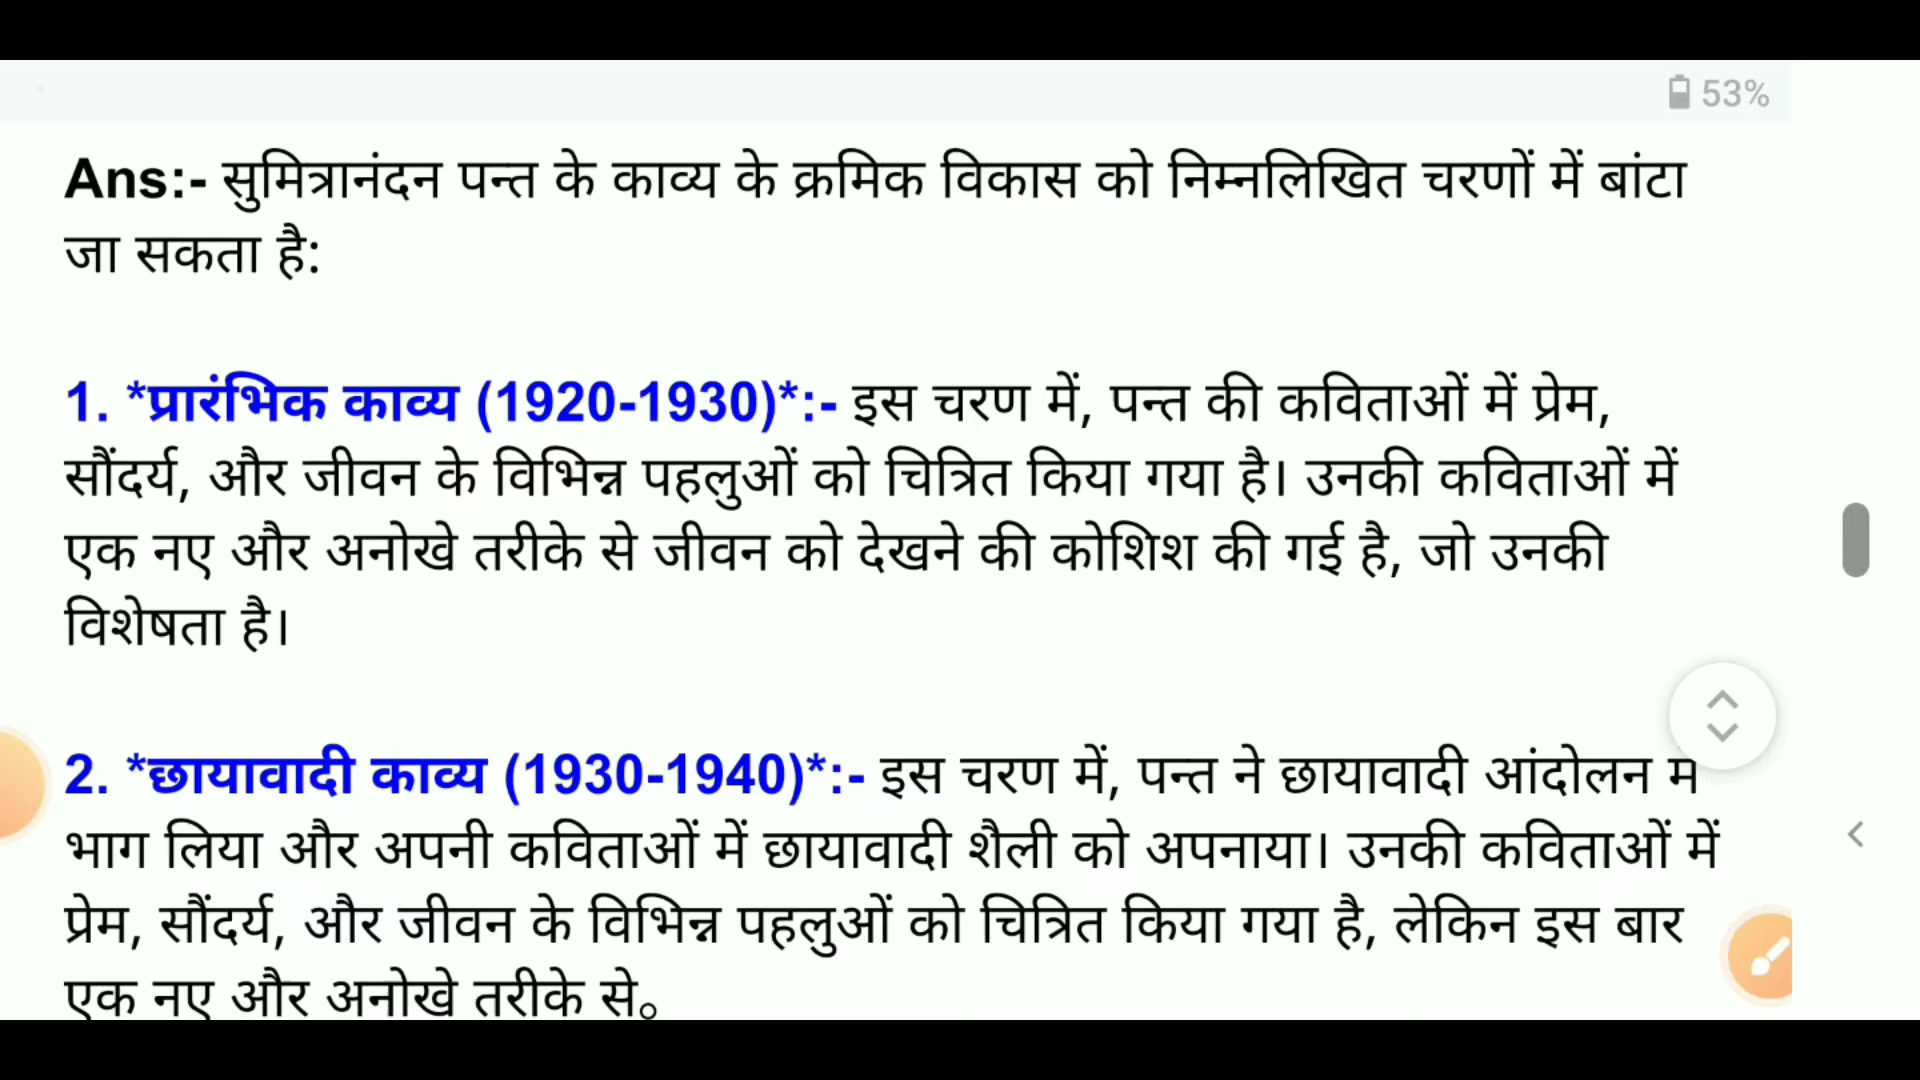 53%
Ans:- सुमित्रानंदन पन्त के काव्य के क्रमिक विकास को निम्नलिखित चरणों में बांटा
जा सकता है:
1. *प्रारंभिक काव्य (1920-1930)*:- इस चरण में, पन्त की कविताओं में प्रेम,
सौंदर्य, और जीवन के विभिन्न पहलुओं को चित्रित किया गया है। उनकी कविताओं में
एक नए और अनोखे तरीके से जीवन को देखने की कोशिश की गई है, जो उनकी
विशेषता है।
2. *छायावादी काव्य (1930-1940)*:- इस चरण में, पन्त ने छायावादी आंदोलन में
भाग लिया और अपनी कविताओं में छायावादी शैली को अपनाया। उनकी कविताओं में
प्रेम, सौंदर्य, और जीवन के विभिन्न पहलुओं को चित्रित किया गया है, लेकिन इस बार
एक नए और अनोखे तरीके से。